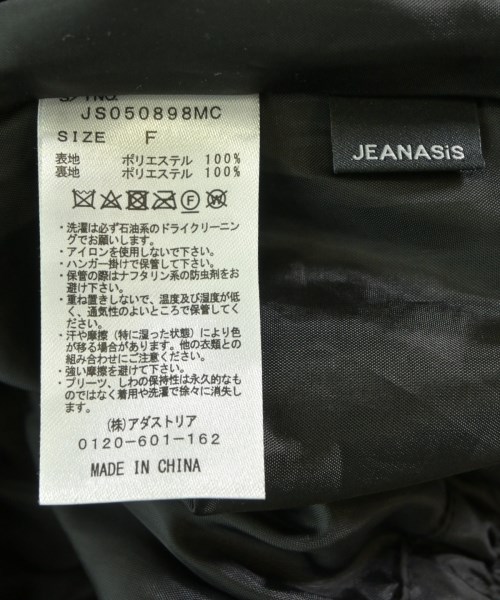 JS050898MC
SIZE F
表地 ポリエステル 100%
裏地 ポリエステル 100%
F
W
・洗濯は必ず石油系のドライクリーニン
グでお願いします。
・アイロンを使用しないで下さい。
・ハンガー掛けで保管して下さい。
・保管の際はナフタリン系の防虫剤をお
避け下さい。
・重ね置きしないで、温度及び湿度が低
く、通気性のよいところで保管してく
ださい。
・汗や摩擦（特に湿った状態）により色
が移る場合があります。他の衣類との
組み合わせにご注意ください。
・強い摩擦を避けて下さい。
・プリーツ、しわの保持性は永久的なも
のではなく着用や洗濯で徐々に消失し
ます。
(株)アダストリア
0120-601-162
MADE IN CHINA
JEANASiS